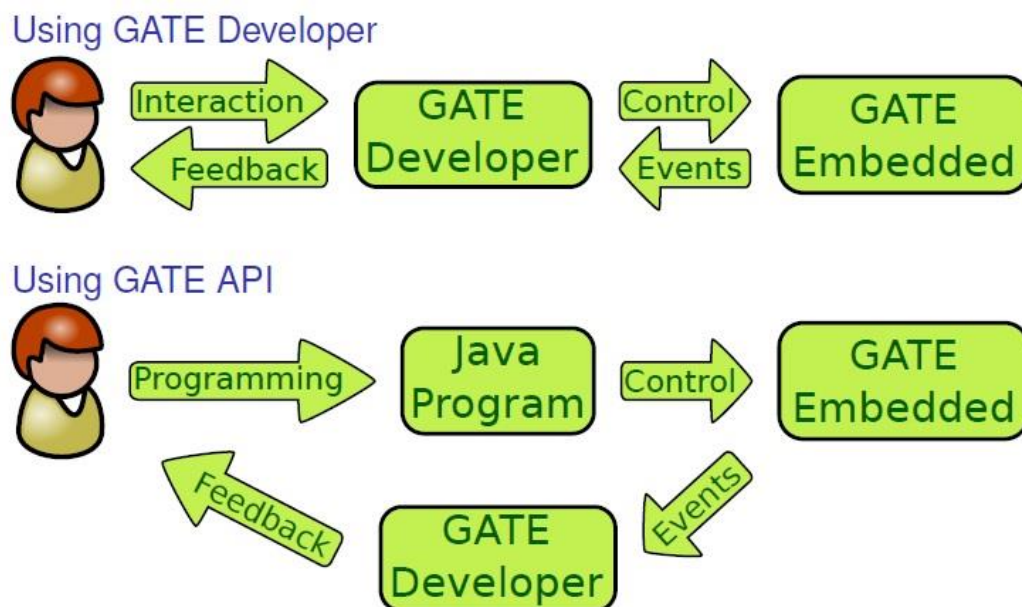 Using GATE Developer
Interaction
Feedback
GATE
Developer
Control
Events
GATE
Embedded
Using GATE API
Programming
Java
Program
Control
GATE
Embedded
Events
GATE
Developer
Feedback